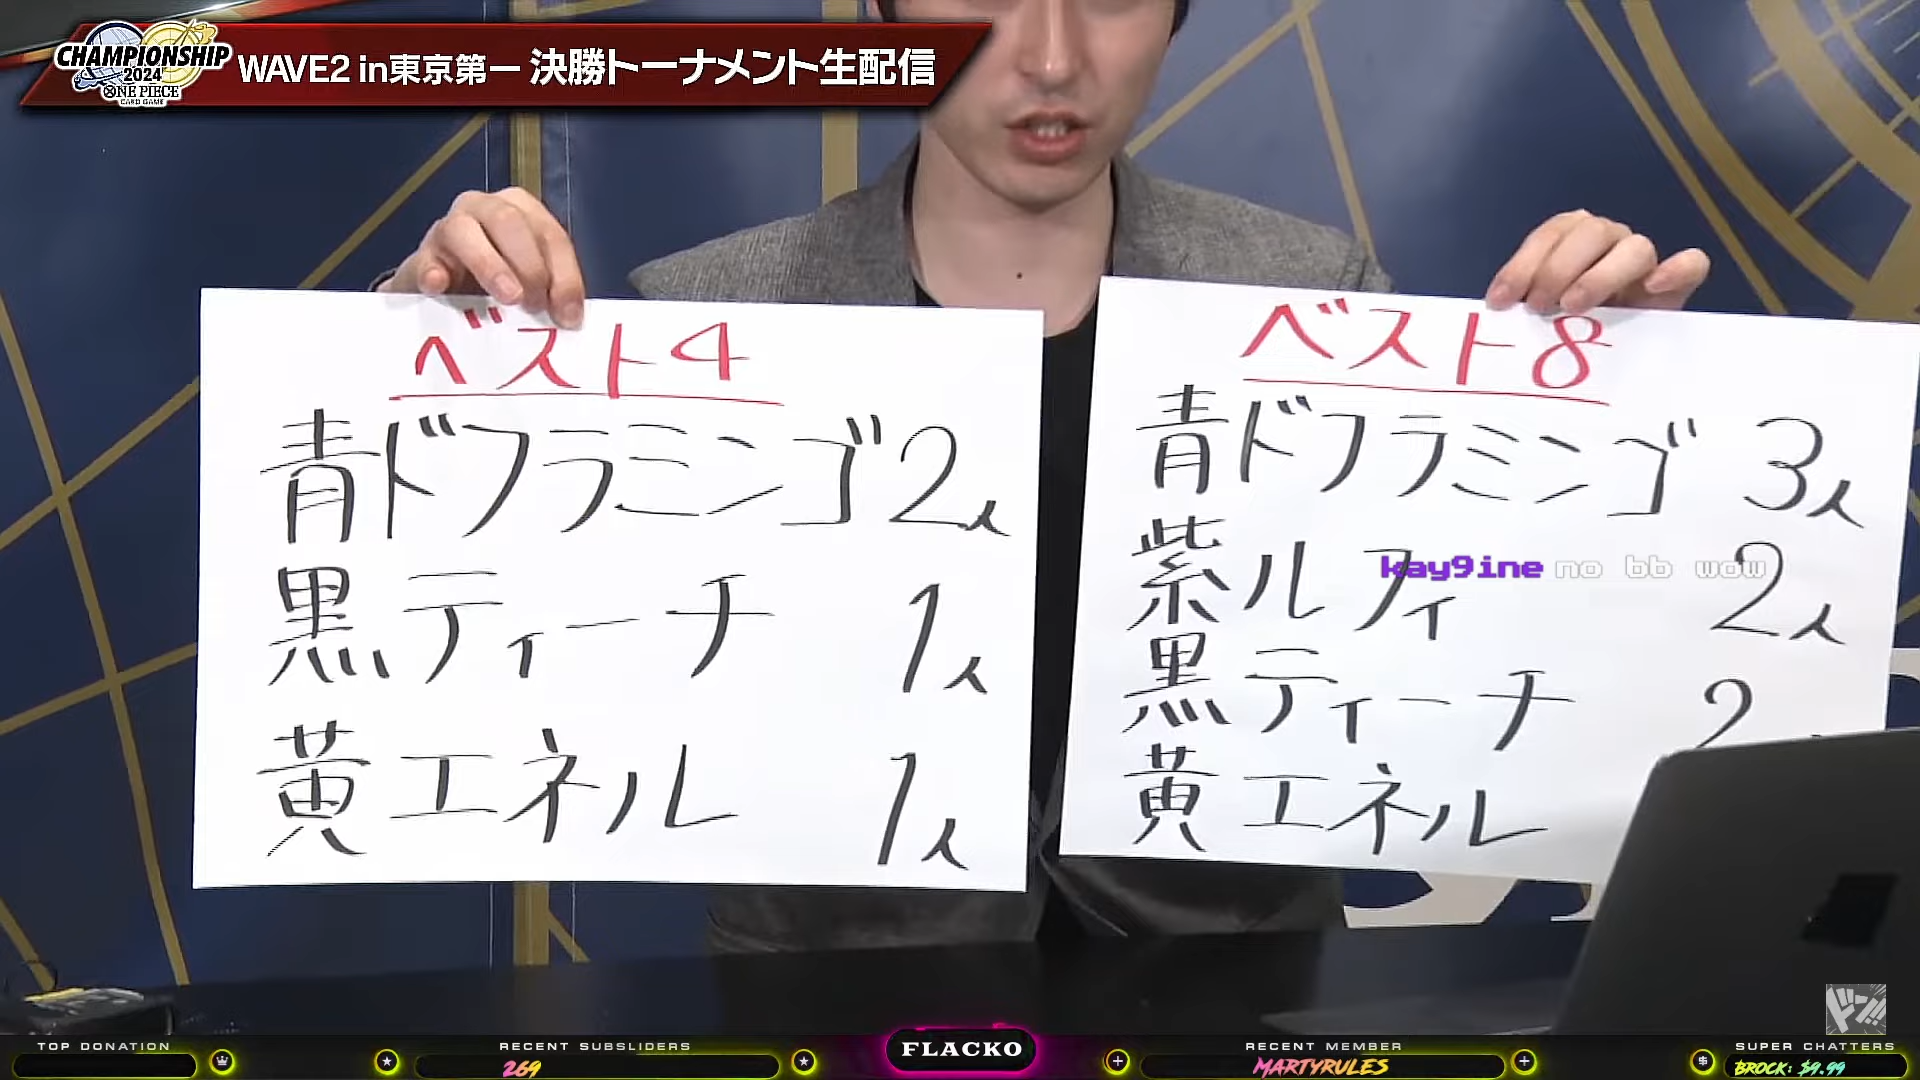 CHAMPIONSHIP
2024
ONE PIECE
CARD GAME
WAVE2 in東京第一 決勝トーナメント生配信
ベスト4
青ドフラミンゴ 2人
黒ティーチ 1人
黄エネル 1人
ベスト8
青ドフラミンゴ 3人
紫ルフィ 2人
kay9ine no bb wow
黒ティーチ 2
黄エネル
ドーン!!
TOP DONATION
RECENT SUBSLIDERS
269
FLACKO
RECENT MEMBER
MARTYRULES
SUPER CHATTERS
BROCK: $9.99